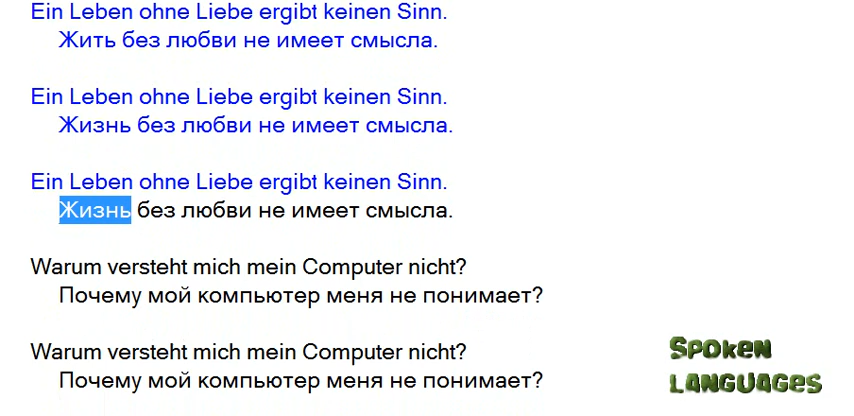 Ein Leben ohne Liebe ergibt keinen Sinn.
Жить без любви не имеет смысла.
Ein Leben ohne Liebe ergibt keinen Sinn.
Жизнь без любви не имеет смысла.
Ein Leben ohne Liebe ergibt keinen Sinn.
Жизнь без любви не имеет смысла.
Warum versteht mich mein Computer nicht?
Почему мой компьютер меня не понимает?
Warum versteht mich mein Computer nicht?
Почему мой компьютер меня не понимает?
Spoken
Languages